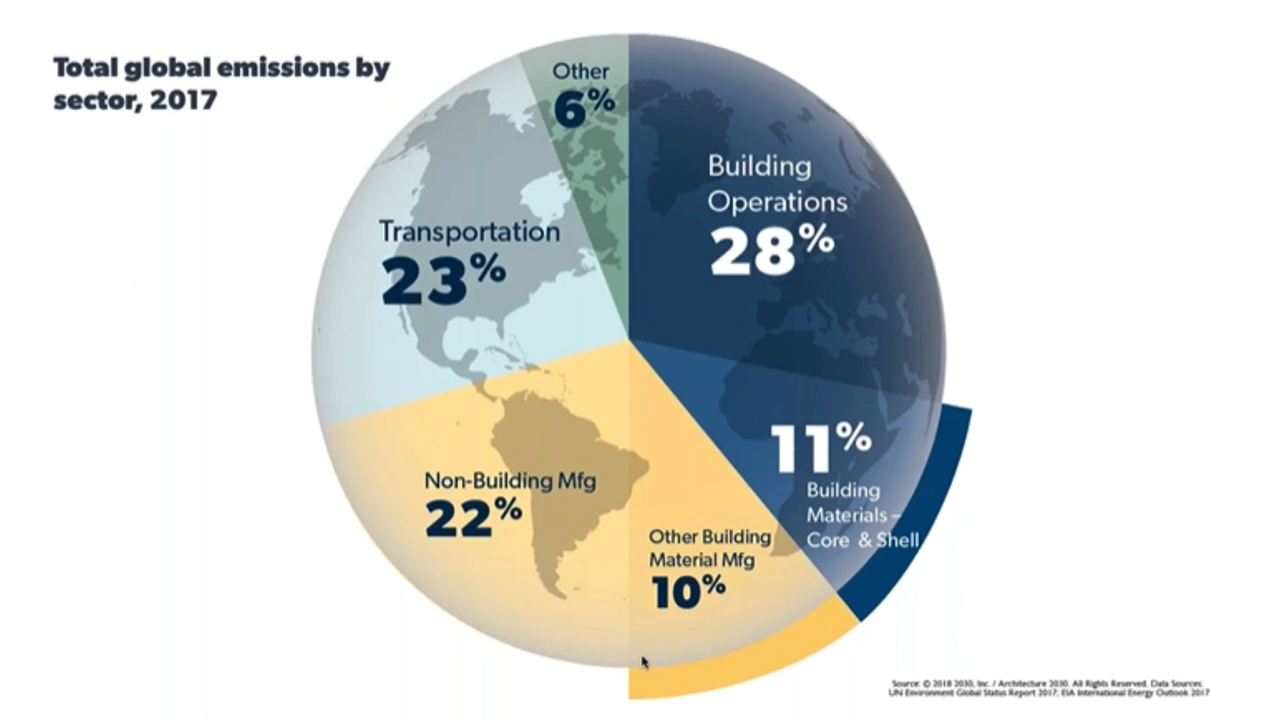 Total global emissions by
sector, 2017
Other
6%
Building
Operations
28%
Transportation
23%
11%
Building
Materials –
Core & Shell
Non-Building Mfg
22%
Other Building
Material Mfg
10%
Source: © 2018 2030, Inc. / Architecture 2030. All Rights Reserved. Data Sources:
UN Environment Global Status Report 2017; EIA International Energy Outlook 2017